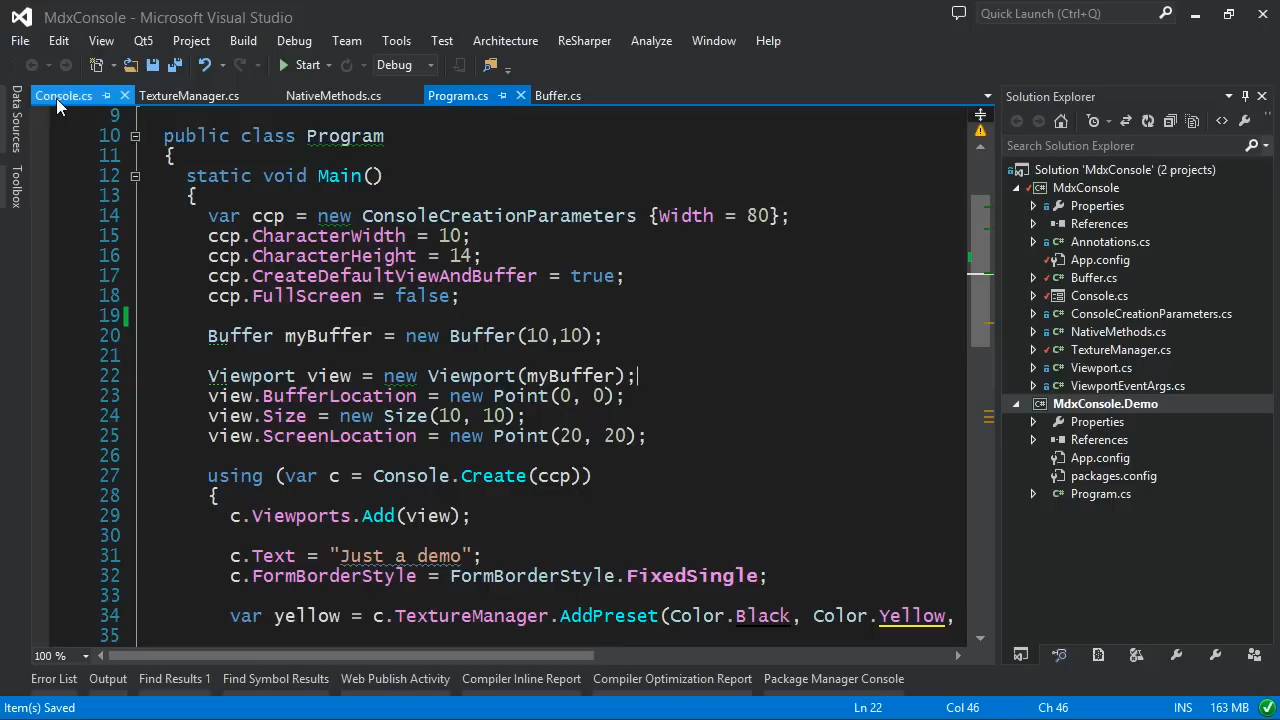 MdxConsole - Microsoft Visual Studio
Quick Launch (Ctrl+Q)
File Edit View Qt5 Project Build Debug Team Tools Test Architecture ReSharper Analyze Window Help
Start Debug
Console.cs TextureManager.cs NativeMethods.cs Program.cs Buffer.cs
Data Sources
Toolbox
9
10 public class Program
11 {
12 static void Main()
13 {
14 var ccp = new ConsoleCreationParameters {Width = 80};
15 ccp.CharacterWidth = 10;
16 ccp.CharacterHeight = 14;
17 ccp.CreateDefaultViewAndBuffer = true;
18 ccp.FullScreen = false;
19
20 Buffer myBuffer = new Buffer(10,10);
21
22 Viewport view = new Viewport(myBuffer);
23 view.BufferLocation = new Point(0, 0);
24 view.Size = new Size(10, 10);
25 view.ScreenLocation = new Point(20, 20);
26
27 using (var c = Console.Create(ccp))
28 {
29 c.Viewports.Add(view);
30
31 c.Text = "Just a demo";
32 c.FormBorderStyle = FormBorderStyle.FixedSingle;
33
34 var yellow = c.TextureManager.AddPreset(Color.Black, Color.Yellow,
35
100 %
Solution Explorer
Search Solution Explorer
Solution 'MdxConsole' (2 projects)
MdxConsole
Properties
References
Annotations.cs
App.config
Buffer.cs
Console.cs
ConsoleCreationParameters.cs
NativeMethods.cs
TextureManager.cs
Viewport.cs
ViewportEventArgs.cs
MdxConsole.Demo
Properties
References
App.config
packages.config
Program.cs
Error List Output Find Results 1 Find Symbol Results Web Publish Activity Compiler Inline Report Compiler Optimization Report Package Manager Console
Item(s) Saved Ln 22 Col 46 Ch 46 INS 163 MB